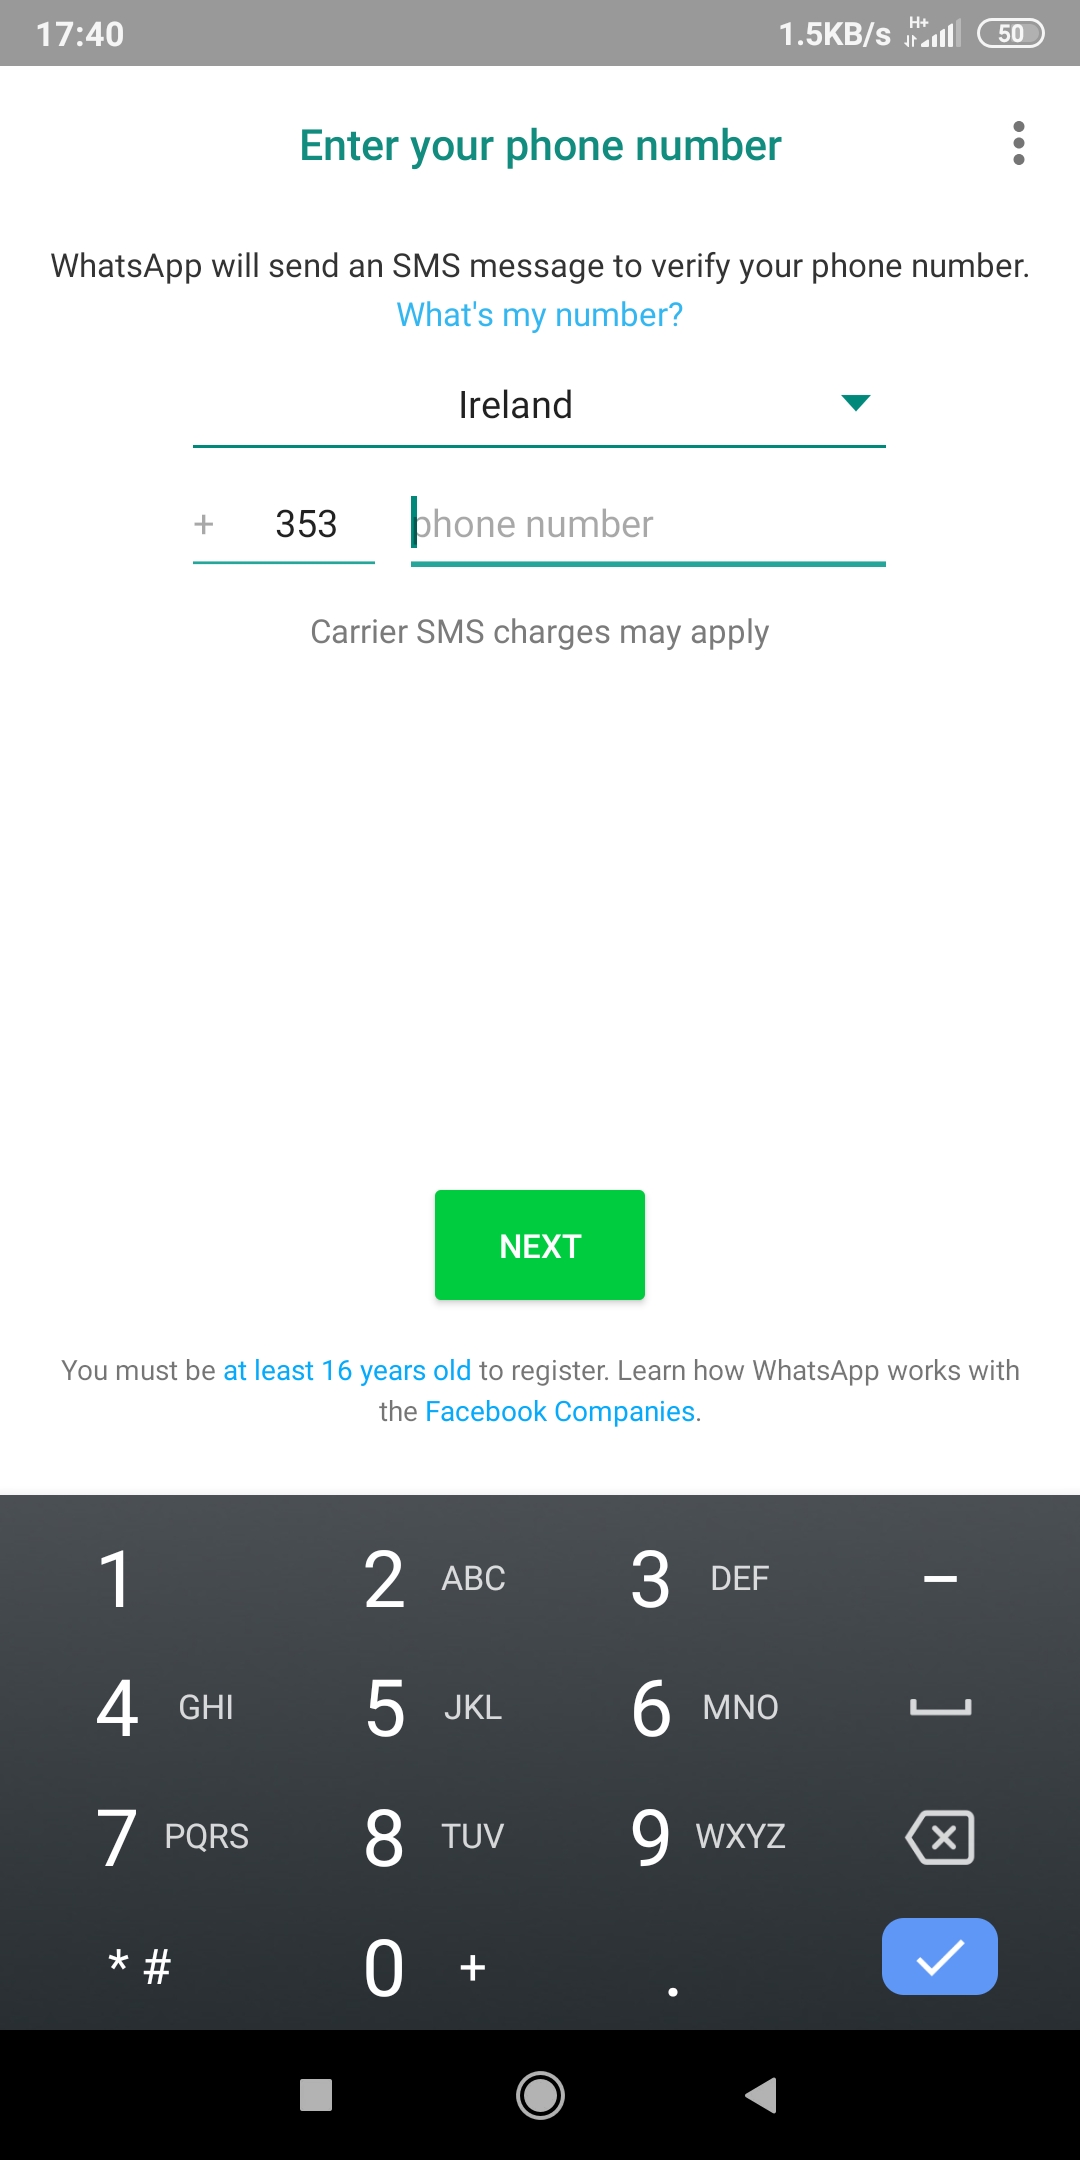 17:40 1.5KB/s H+ 50
Enter your phone number
WhatsApp will send an SMS message to verify your phone number.
What's my number?
Ireland
+ 353 phone number
Carrier SMS charges may apply
NEXT
You must be at least 16 years old to register. Learn how WhatsApp works with
the Facebook Companies.
1 2 ABC 3 DEF –
4 GHI 5 JKL 6 MNO
7 PQRS 8 TUV 9 WXYZ
* # 0 + .